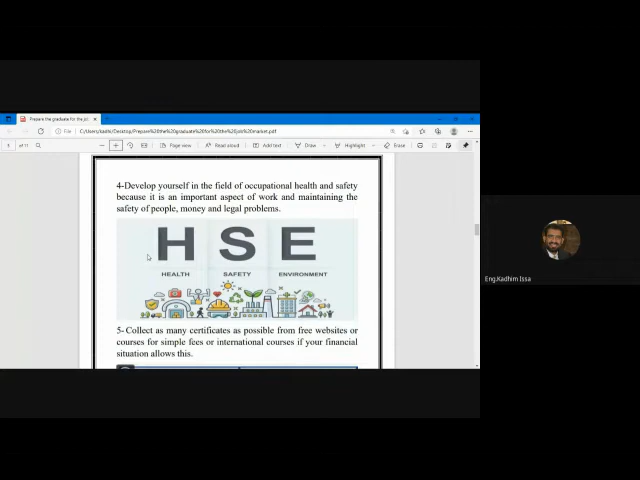 Prepare the graduate for the jol
File
C:/Users/kadhi/Desktop/Prepare%20the%20graduate%20for%20the%20job%20market.pdf
of 11
Page view
Read aloud
Add text
Draw
Highlight
Erase
4-Develop yourself in the field of occupational health and safety
because it is an important aspect of work and maintaining the
safety of people, money and legal problems.
H S E
HEALTH SAFETY ENVIRONMENT
5- Collect as many certificates as possible from free websites or
courses for simple fees or international courses if your financial
situation allows this.
Eng.Kadhim Issa